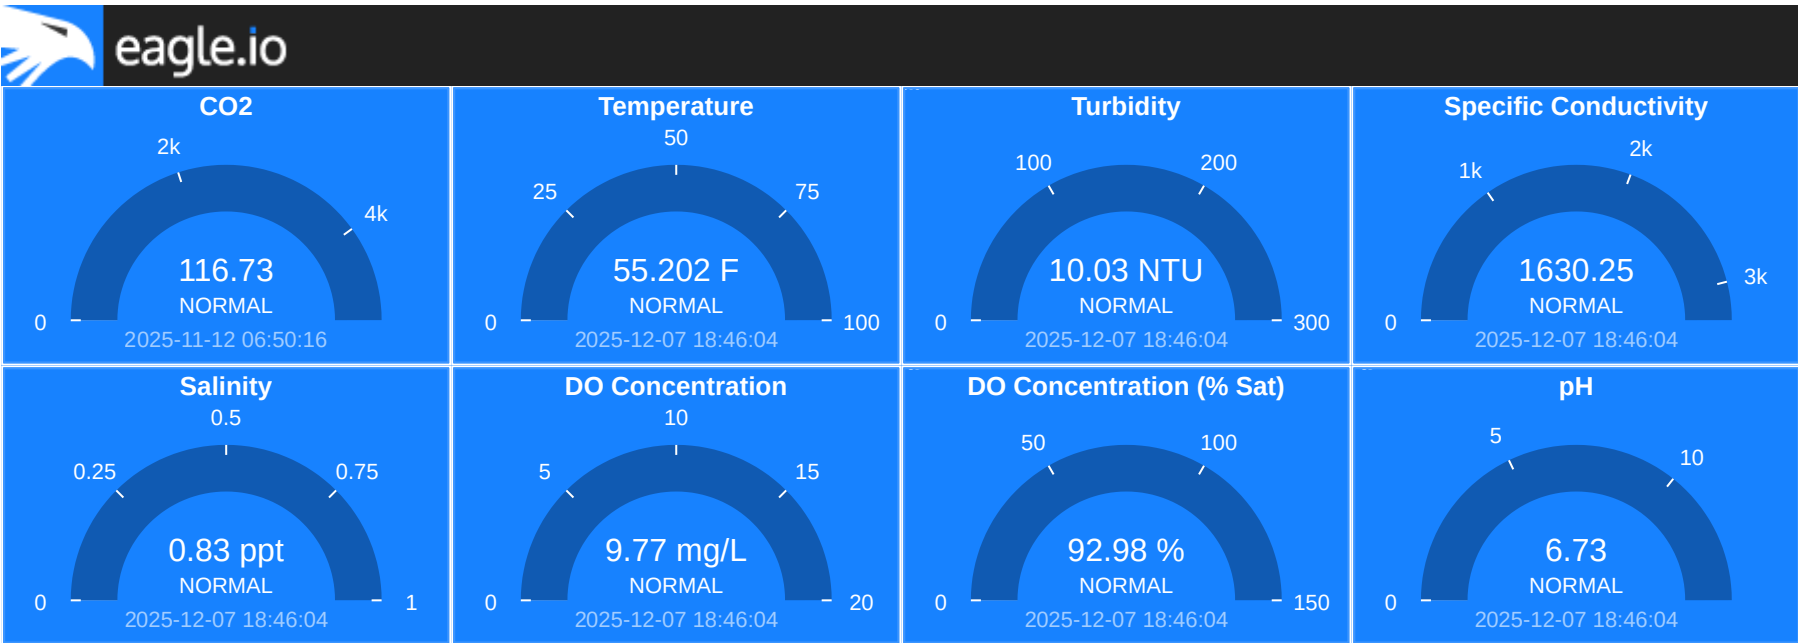 eagle.io
CO2
2k
4k
116.73
NORMAL
0
2025-11-12 06:50:16
Temperature
50
25
75
55.202 F
NORMAL
0
100
2025-12-07 18:46:04
Turbidity
100
200
10.03 NTU
NORMAL
0
300
2025-12-07 18:46:04
Specific Conductivity
2k
1k
3k
1630.25
NORMAL
0
2025-12-07 18:46:04
Salinity
0.5
0.25
0.75
0.83 ppt
NORMAL
0
1
2025-12-07 18:46:04
DO Concentration
10
5
15
9.77 mg/L
NORMAL
0
20
2025-12-07 18:46:04
DO Concentration (% Sat)
50
100
92.98 %
NORMAL
0
150
2025-12-07 18:46:04
pH
5
10
6.73
NORMAL
0
2025-12-07 18:46:04